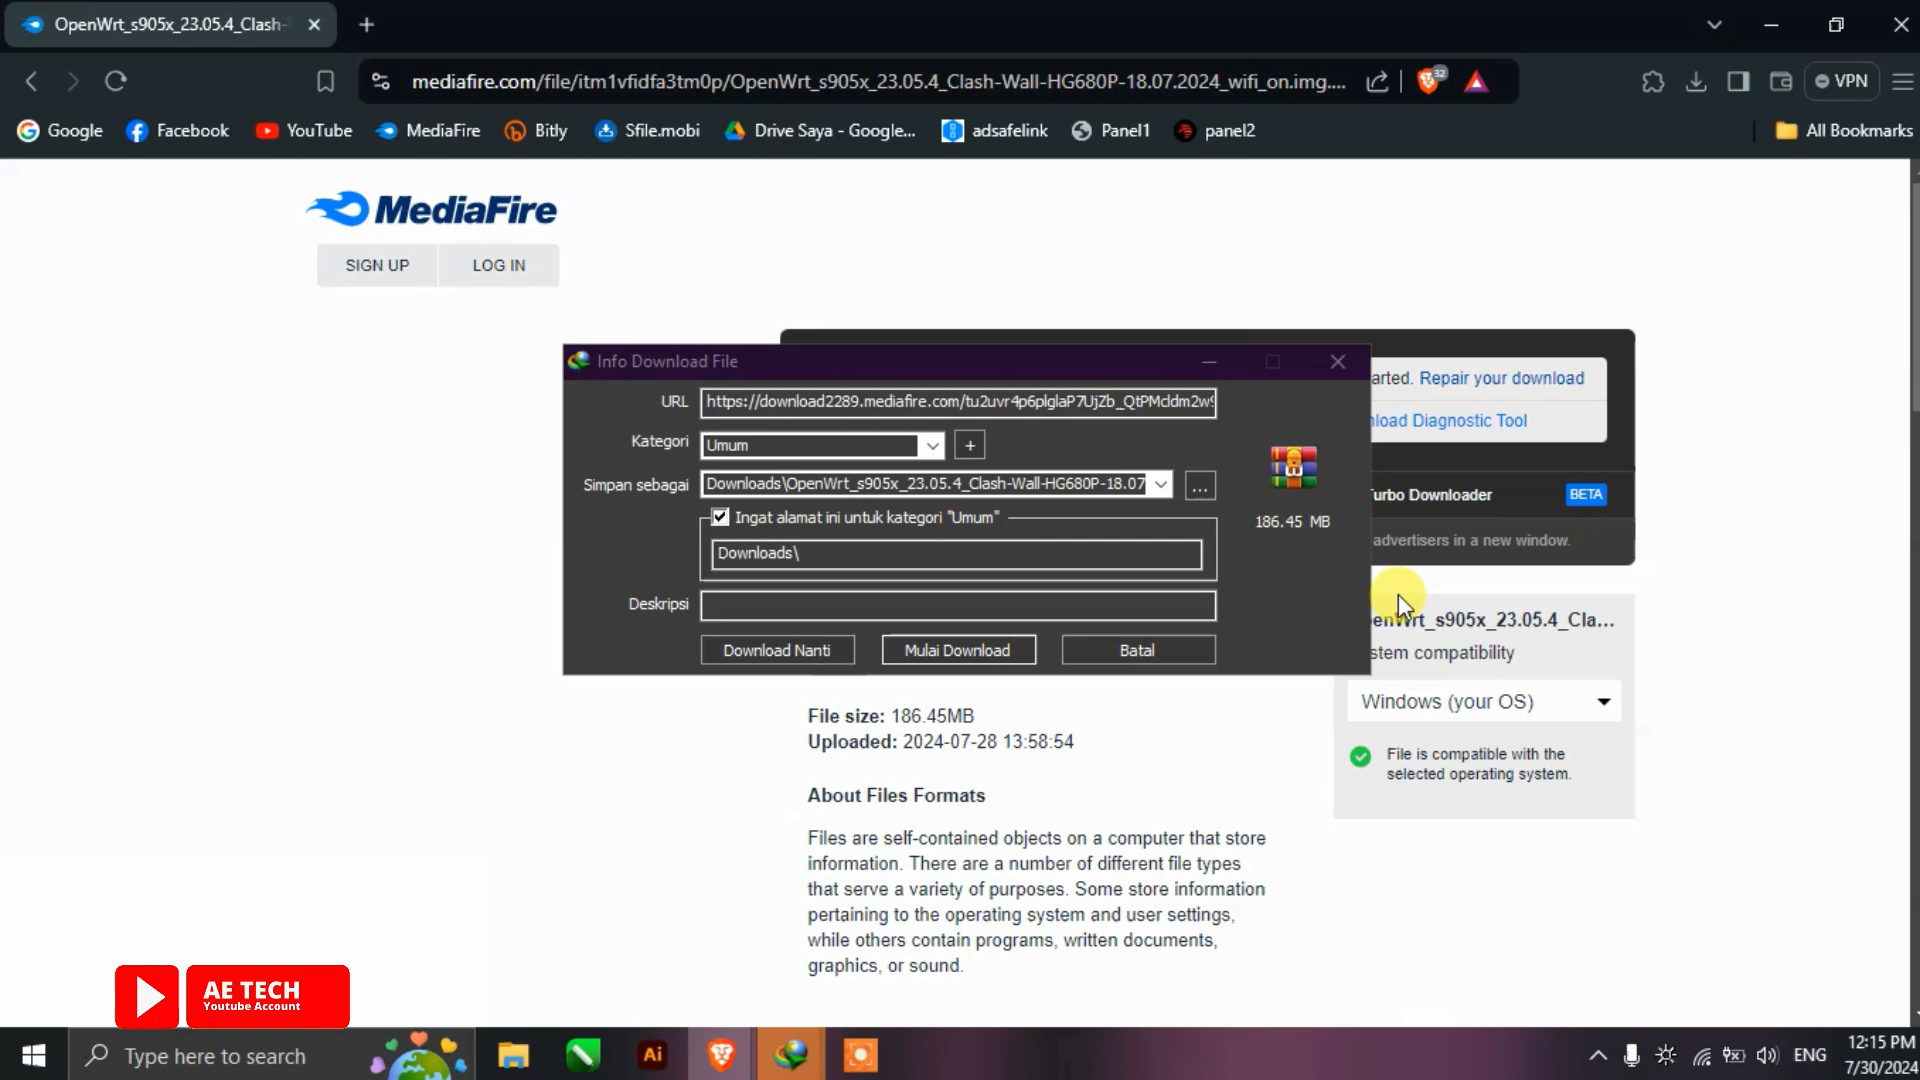 OpenWrt_s905x_23.05.4_Clash-
mediafire.com/file/itm1vfidfa3tm0p/OpenWrt_s905x_23.05.4_Clash-Wall-HG680P-18.07.2024_wifi_on.img....
32
VPN
Google
Facebook
YouTube
MediaFire
Bitly
Sfile.mobi
Drive Saya - Google...
adsafelink
Panel1
panel2
All Bookmarks
MediaFire
SIGN UP
LOG IN
Info Download File
URL
https://download2289.mediafire.com/tu2uvr4p6plglaP7UjZb_QtPMcldm2w9
Kategori
Umum
+
Simpan sebagai
Downloads\OpenWrt_s905x_23.05.4_Clash-Wall-HG680P-18.07
...
186.45 MB
Ingat alamat ini untuk kategori "Umum"
Downloads\
Deskripsi
Download Nanti
Mulai Download
Batal
arted. Repair your download
load Diagnostic Tool
Turbo Downloader
BETA
advertisers in a new window.
enWrt_s905x_23.05.4_Cla...
stem compatibility
Windows (your OS)
File is compatible with the
selected operating system.
File size: 186.45MB
Uploaded: 2024-07-28 13:58:54
About Files Formats
Files are self-contained objects on a computer that store
information. There are a number of different file types
that serve a variety of purposes. Some store information
pertaining to the operating system and user settings,
while others contain programs, written documents,
graphics, or sound.
AE TECH
Youtube Account
Type here to search
Ai
ENG
12:15 PM
7/30/2024